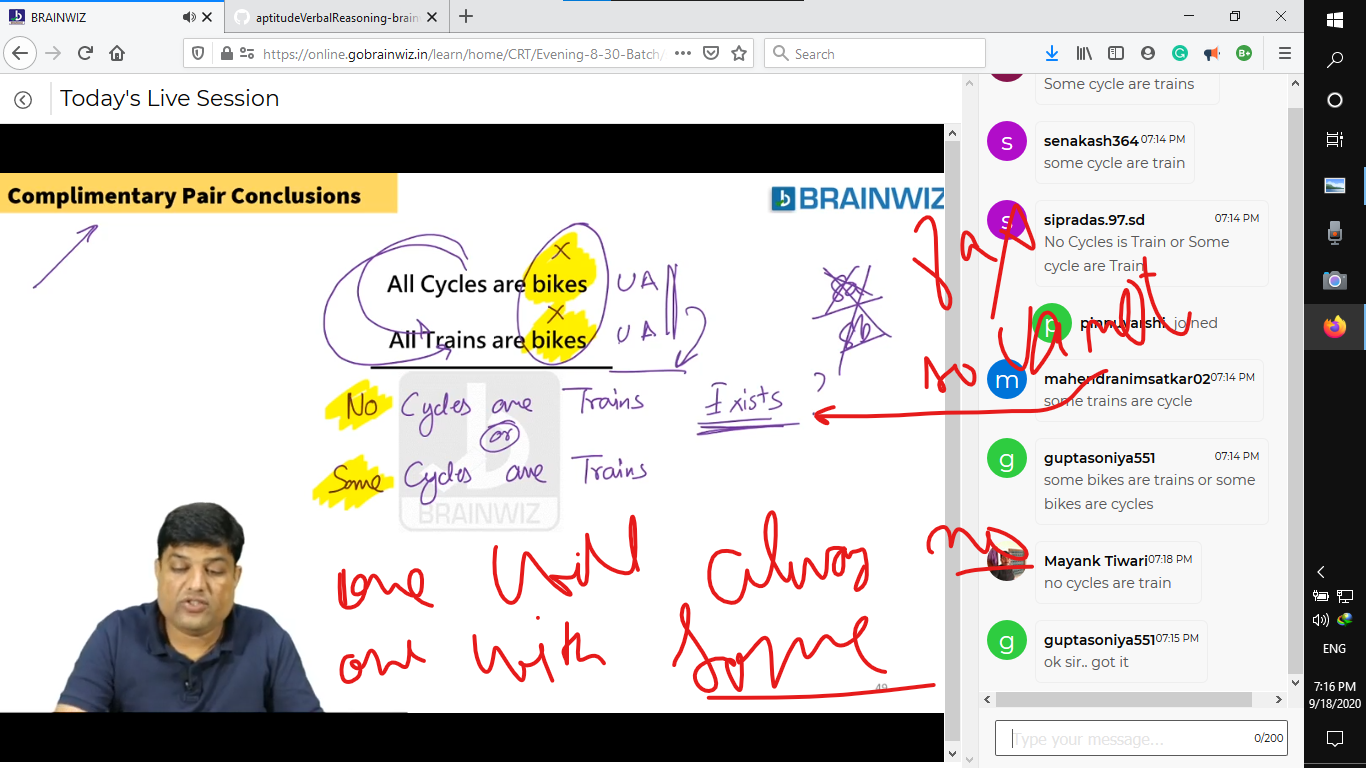 BRAINWIZ
aptitudeVerbalReasoning-brain
https://online.gobrainwiz.in/learn/home/CRT/Evening-8-30-Batch/
Search
Today's Live Session
Complimentary Pair Conclusions
BRAINWIZ
All Cycles are bikes UA
All Trains are bikes UA
No Cycles are Trains Exists
or
Some Cycles are Trains
BRAINWIZ
one will always no
one with Some
49
Some cycle are trains
senakash364 07:14 PM
some cycle are train
sipradas.97.sd 07:14 PM
No Cycles is Train or Some
cycle are Train
joined
mahendranimsatkar02 07:14 PM
some trains are cycle
guptasoniya551 07:14 PM
some bikes are trains or some
bikes are cycles
Mayank Tiwari 07:18 PM
no cycles are train
guptasoniya551 07:15 PM
ok sir.. got it
Type your message...
0/200
ENG
7:16 PM
9/18/2020